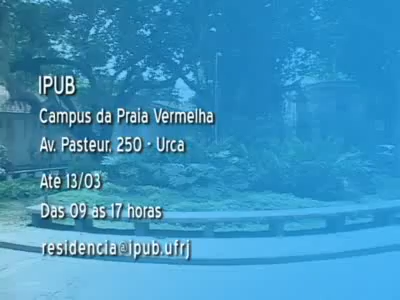 IPUB
Campus da Praia Vermelha
Av. Pasteur, 250 - Urca
Até 13/03
Das 09 às 17 horas
residencia@ipub.ufrj